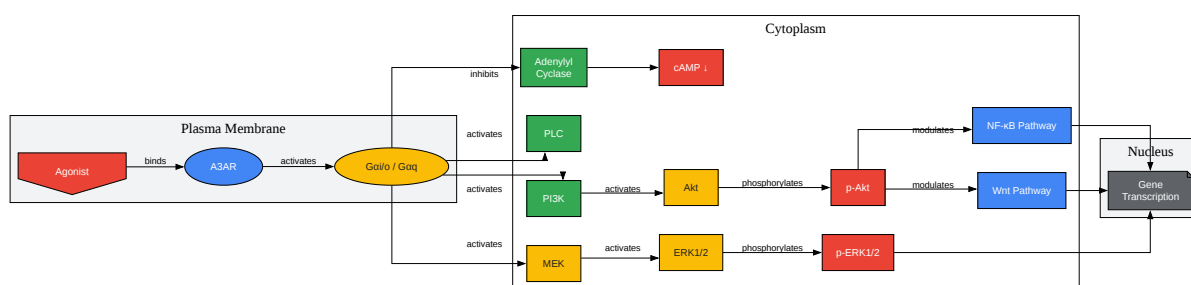 Cytoplasm
Adenylyl
Cyclase
cAMP ↓
inhibits
Plasma Membrane
Agonist
binds
A3AR
activates
Gαi/o / Gαq
activates
PLC
activates
PI3K
activates
Akt
phosphorylates
p-Akt
modulates
NF-κB Pathway
modulates
Wnt Pathway
Nucleus
Gene
Transcription
activates
MEK
activates
ERK1/2
phosphorylates
p-ERK1/2